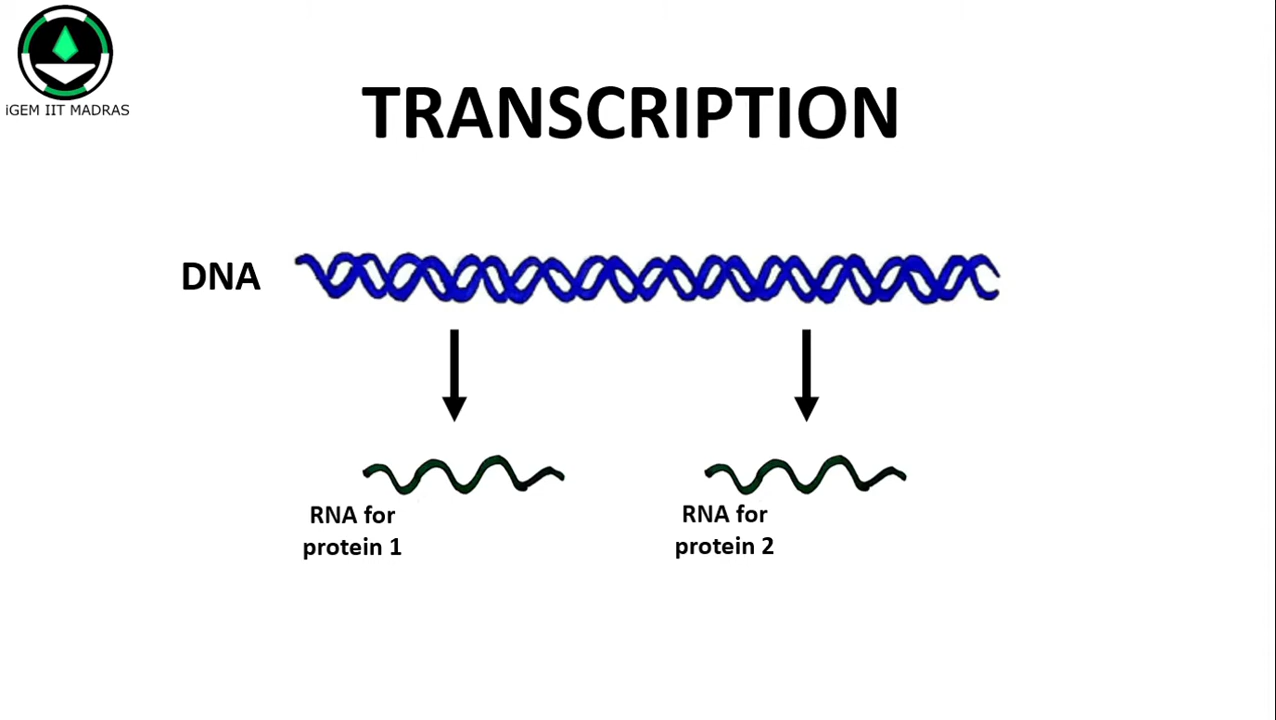 iGEM IIT MADRAS
TRANSCRIPTION
DNA
RNA for
protein 1
RNA for
protein 2